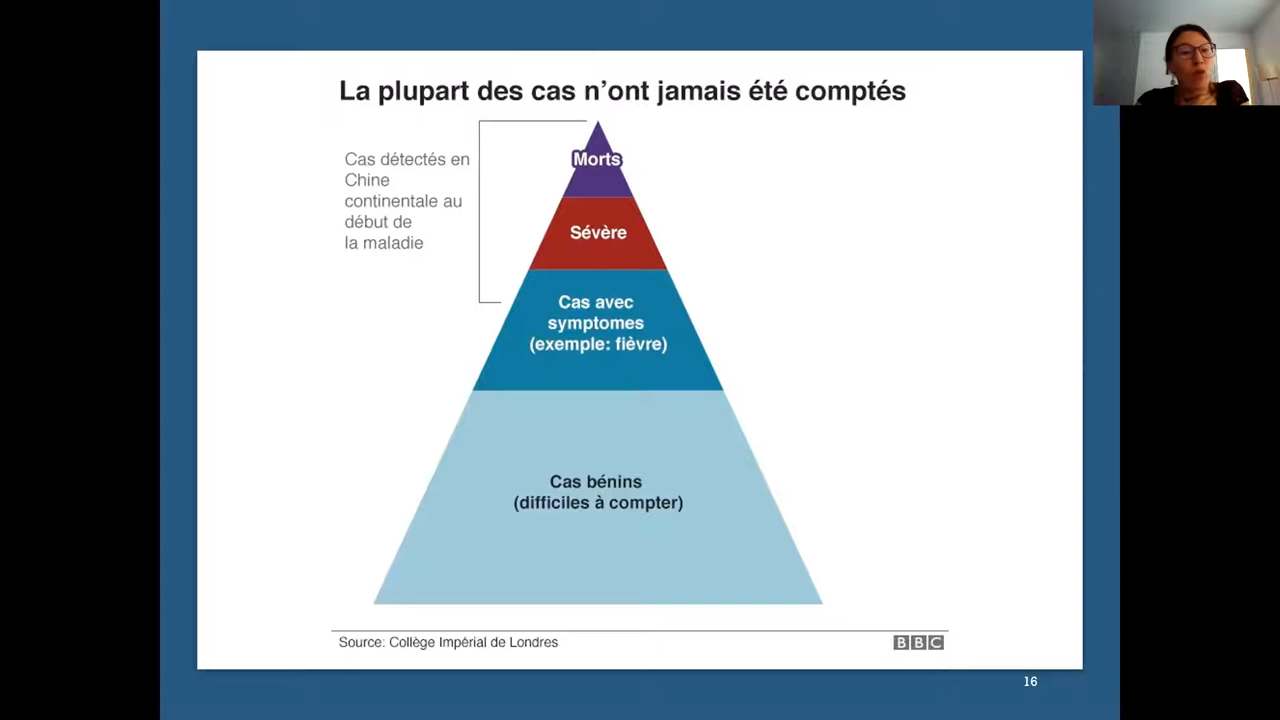 La plupart des cas n'ont jamais été comptés
Cas détectés en
Chine
continentale au
début de
la maladie
Morts
Sévère
Cas avec
symptomes
(exemple: fièvre)
Cas bénins
(difficiles à compter)
Source: Collège Impérial de Londres
BBC
16